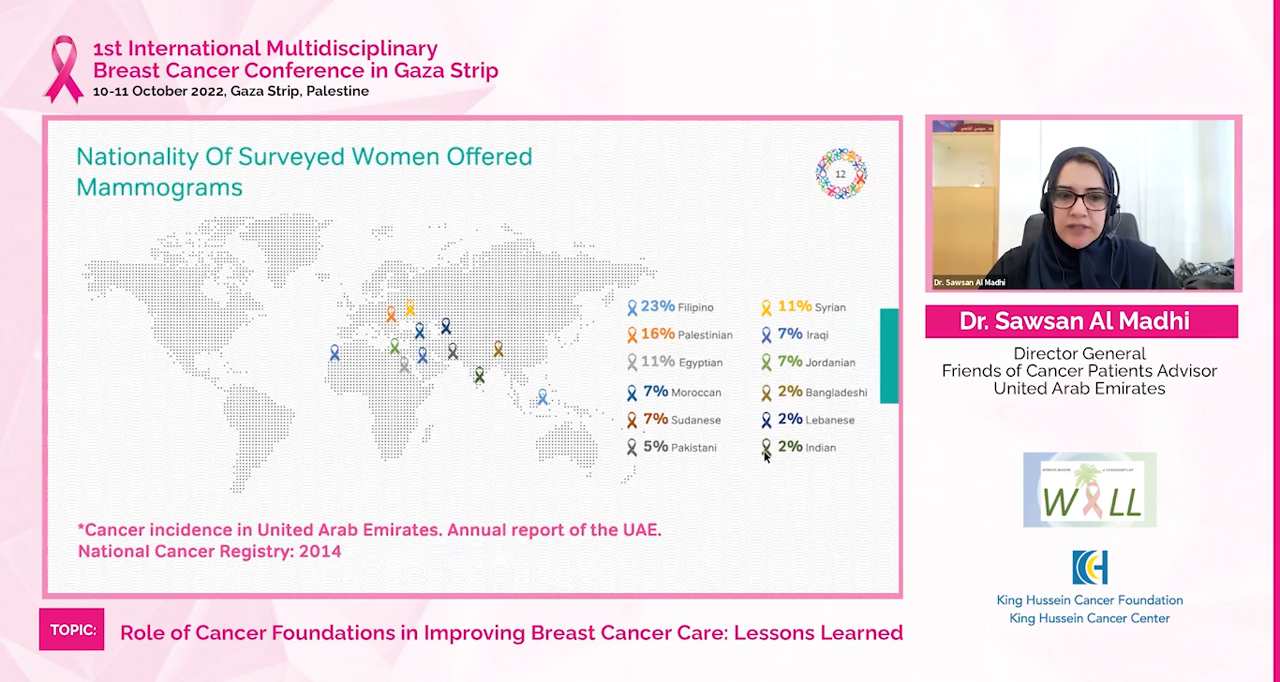 1st International Multidisciplinary
Breast Cancer Conference in Gaza Strip
10-11 October 2022, Gaza Strip, Palestine
Nationality Of Surveyed Women Offered
Mammograms
12
23% Filipino
11% Syrian
16% Palestinian
7% Iraqi
11% Egyptian
7% Jordanian
7% Moroccan
2% Bangladeshi
7% Sudanese
2% Lebanese
5% Pakistani
2% Indian
*Cancer incidence in United Arab Emirates. Annual report of the UAE.
National Cancer Registry: 2014
Dr. Sawsan Al Madhi
Dr. Sawsan Al Madhi
Director General
Friends of Cancer Patients Advisor
United Arab Emirates
WALL
King Hussein Cancer Foundation
King Hussein Cancer Center
TOPIC:
Role of Cancer Foundations in Improving Breast Cancer Care: Lessons Learned